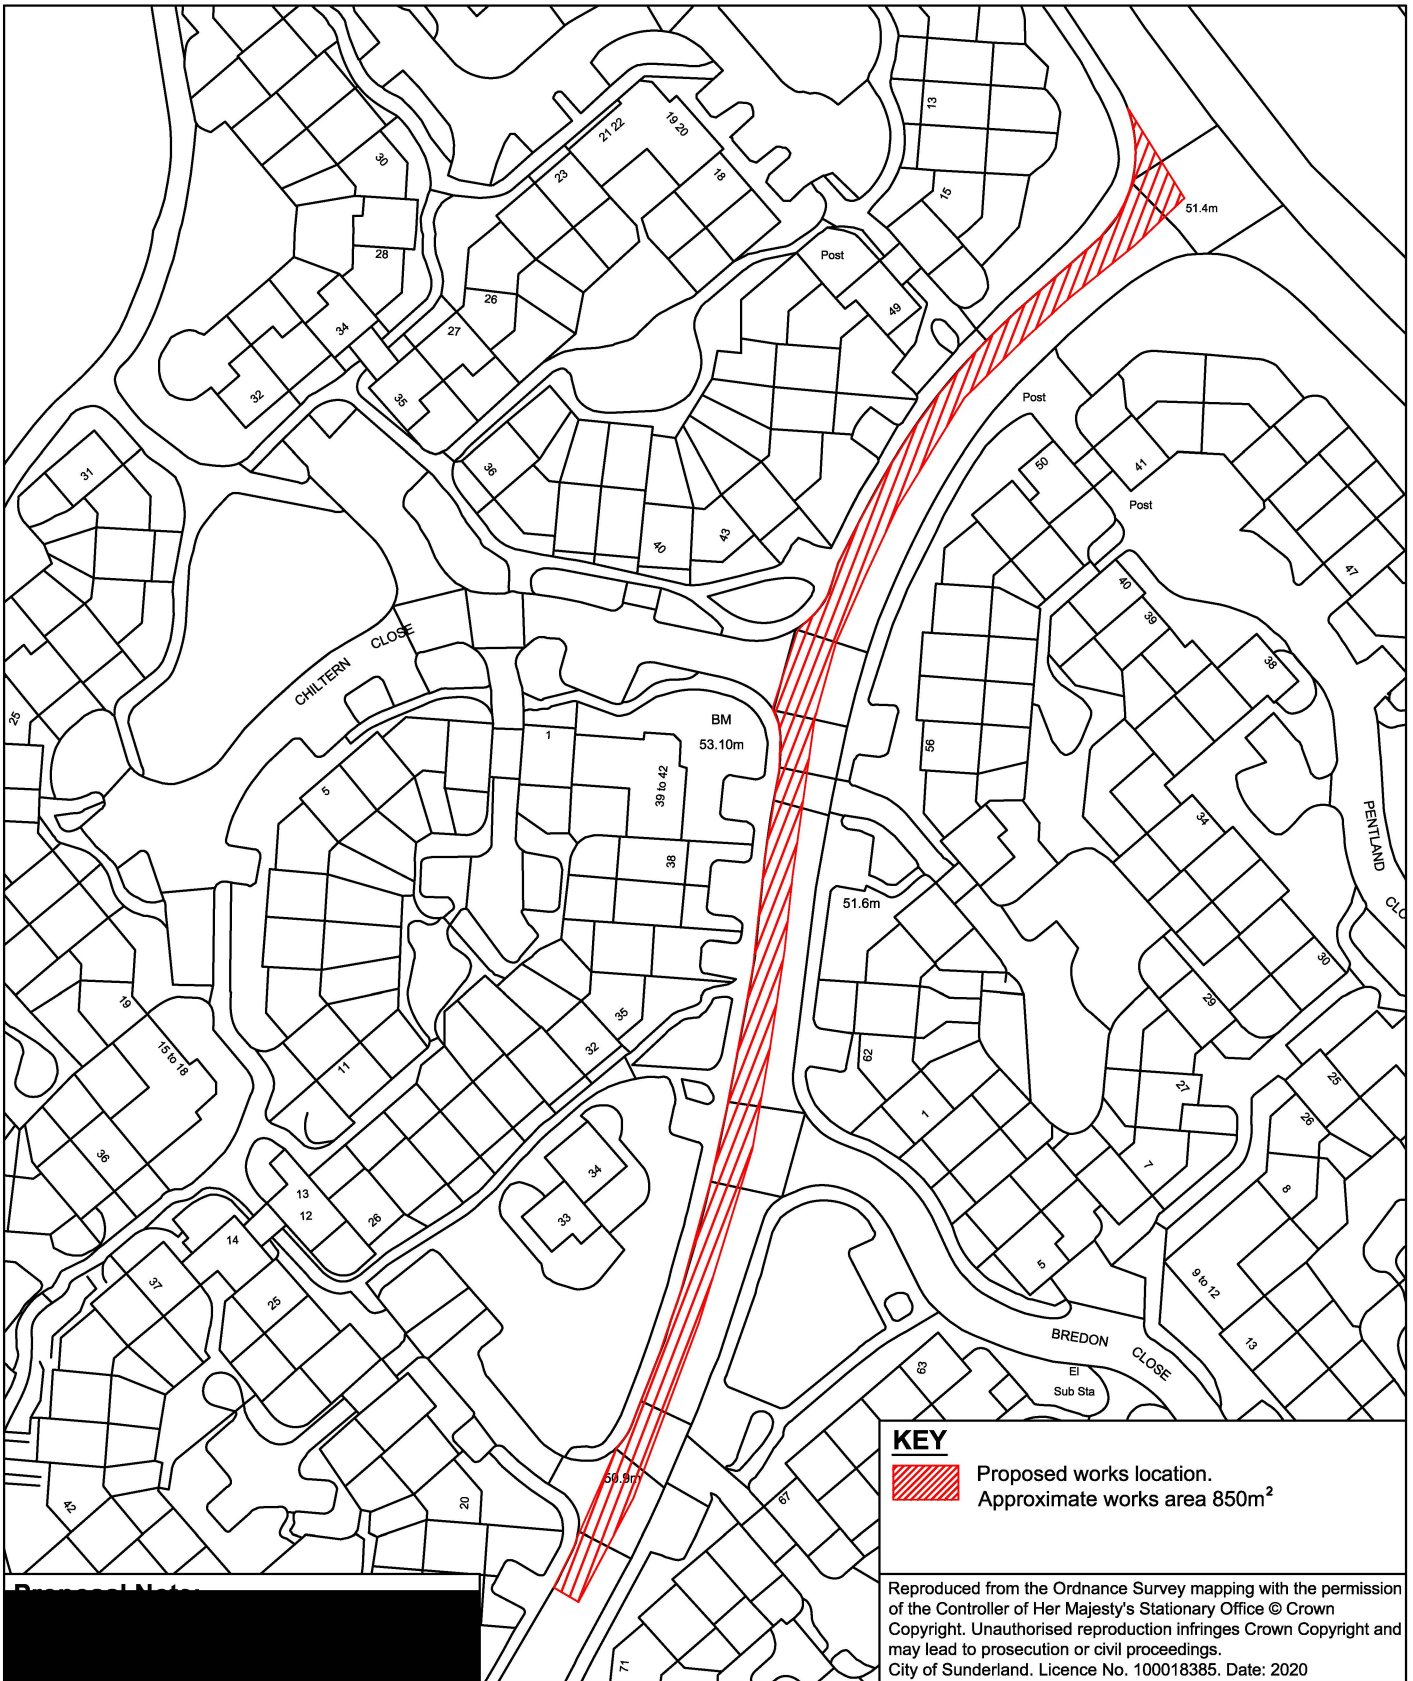 13
21 22
19 20
30
23
18
15
51.4m
28
Post
26
49
34
27
32
35
Post
36
50
41
31
Post
40
43
47
40
39
CHILTERN CLOSE
38
25
BM
53.10m
1
56
5
39 to 42
34
PENTLAND CLO
38
51.6m
30
19
29
35
15 to 18
32
62
11
25
27
1
26
36
34
7
13
8
12
26
33
14
5
37
9 to 12
25
BREDON CLOSE
13
63
El
Sub Sta
50.9m
67
42
20
71
KEY
Proposed works location.
Approximate works area 850m²
Proposal Note:
Reproduced from the Ordnance Survey mapping with the permission
of the Controller of Her Majesty's Stationary Office © Crown
Copyright. Unauthorised reproduction infringes Crown Copyright and
may lead to prosecution or civil proceedings.
City of Sunderland. Licence No. 100018385. Date: 2020